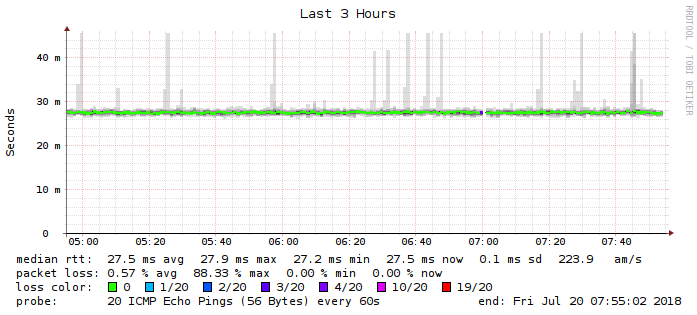 Last 3 Hours
RRDTOOL / TOBI OETIKER
Seconds
40 m
30 m
20 m
10 m
0
05:00 05:20 05:40 06:00 06:20 06:40 07:00 07:20 07:40
median rtt: 27.5 ms avg 27.9 ms max 27.2 ms min 27.5 ms now 0.1 ms sd 223.9 am/s
packet loss: 0.57 % avg 88.33 % max 0.00 % min 0.00 % now
loss color: 0 1/20 2/20 3/20 4/20 10/20 19/20
probe: 20 ICMP Echo Pings (56 Bytes) every 60s end: Fri Jul 20 07:55:02 2018